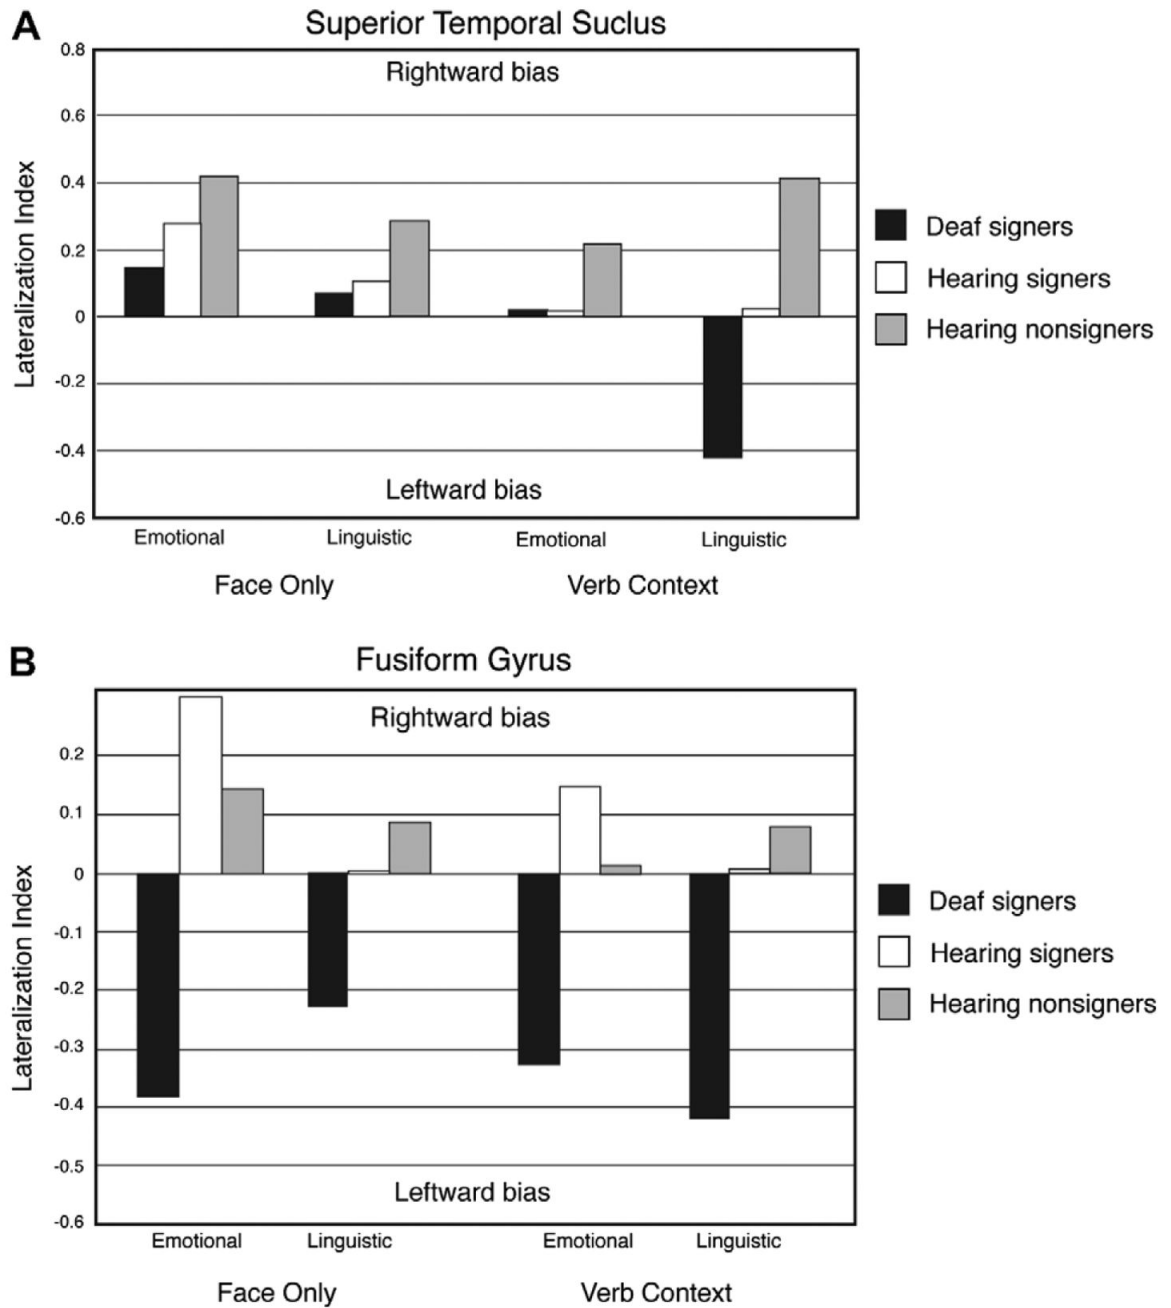 A
Superior Temporal Suclus
0.8
Rightward bias
0.6
0.4
0.2
0
-0.2
-0.4
-0.6
Lateralization Index
Leftward bias
Deaf signers
Hearing signers
Hearing nonsigners
Emotional Linguistic Emotional Linguistic
Face Only Verb Context
B
Fusiform Gyrus
Rightward bias
0.2
0.1
0
-0.1
-0.2
-0.3
-0.4
-0.5
-0.6
Lateralization Index
Leftward bias
Deaf signers
Hearing signers
Hearing nonsigners
Emotional Linguistic Emotional Linguistic
Face Only Verb Context